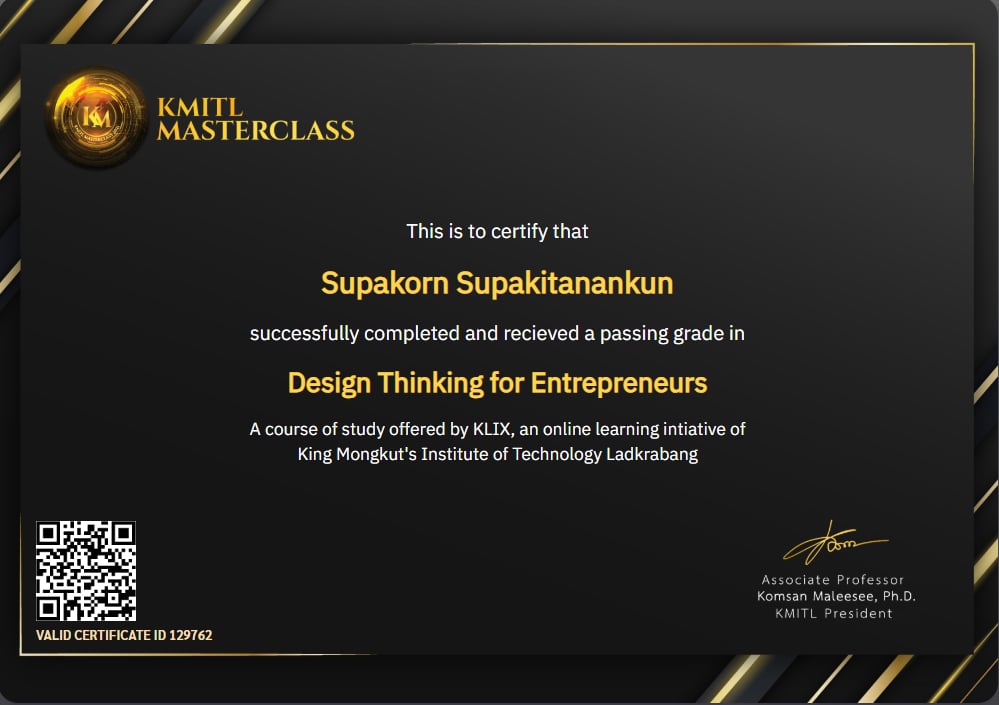 KM
KMITL
MASTERCLASS
This is to certify that
Supakorn Supakitanankun
successfully completed and recieved a passing grade in
Design Thinking for Entrepreneurs
A course of study offered by KLIX, an online learning intiative of
King Mongkut's Institute of Technology Ladkrabang
Associate Professor
Komsan Maleesee, Ph.D.
KMITL President
VALID CERTIFICATE ID 129762